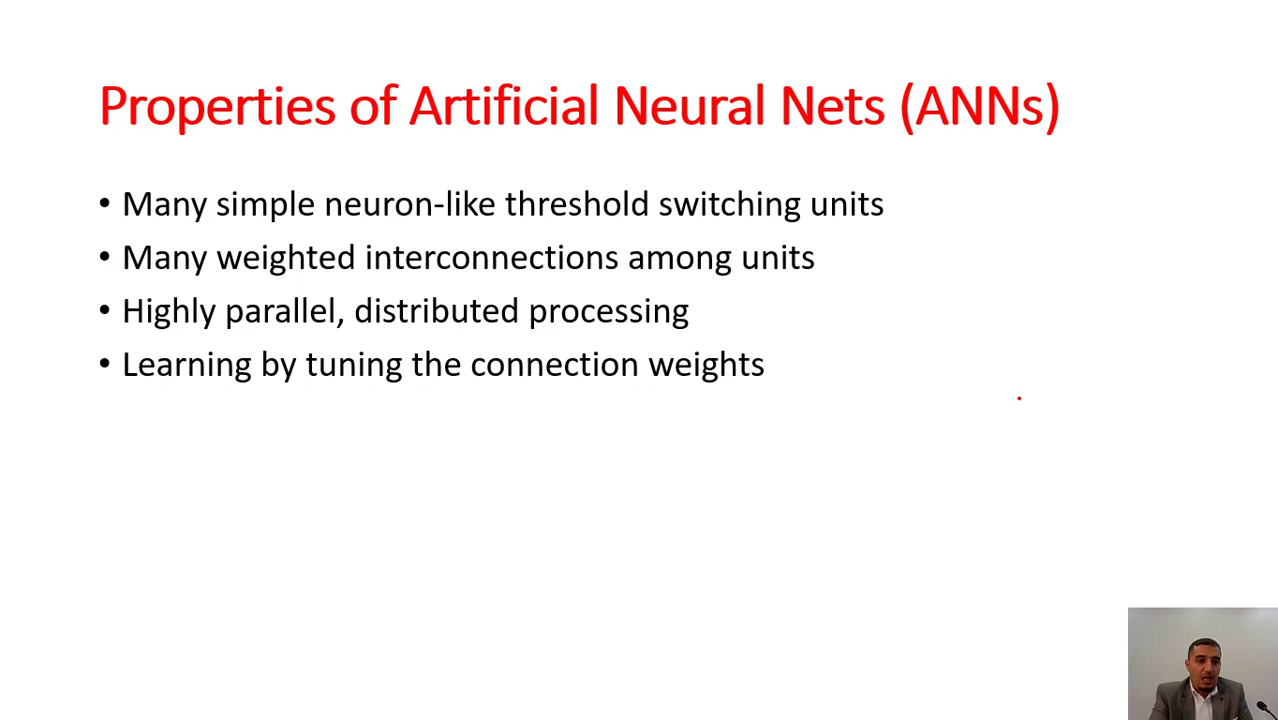 Properties of Artificial Neural Nets (ANNs)
• Many simple neuron-like threshold switching units
• Many weighted interconnections among units
• Highly parallel, distributed processing
• Learning by tuning the connection weights